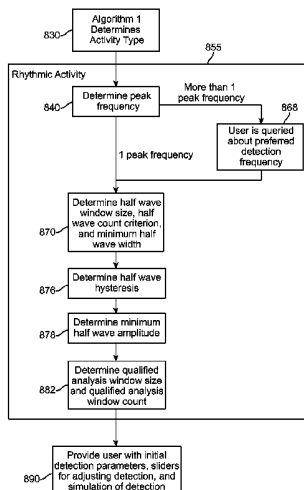 830
Algorithm 1
Determines
Activity Type
855
Rhythmic Activity
840
Determine peak
frequency
More than 1
peak frequency
868
User is queried
about preferred
detection
frequency
1 peak frequency
870
Determine half wave
window size, half
wave count criterion,
and minimum half
wave width
876
Determine half wave
hysteresis
878
Determine minimum
half wave amplitude
882
Determine qualified
analysis window size
and qualified analysis
window count
890
Provide user with initial
detection parameters, sliders
for adjusting detection, and
simulation of detection